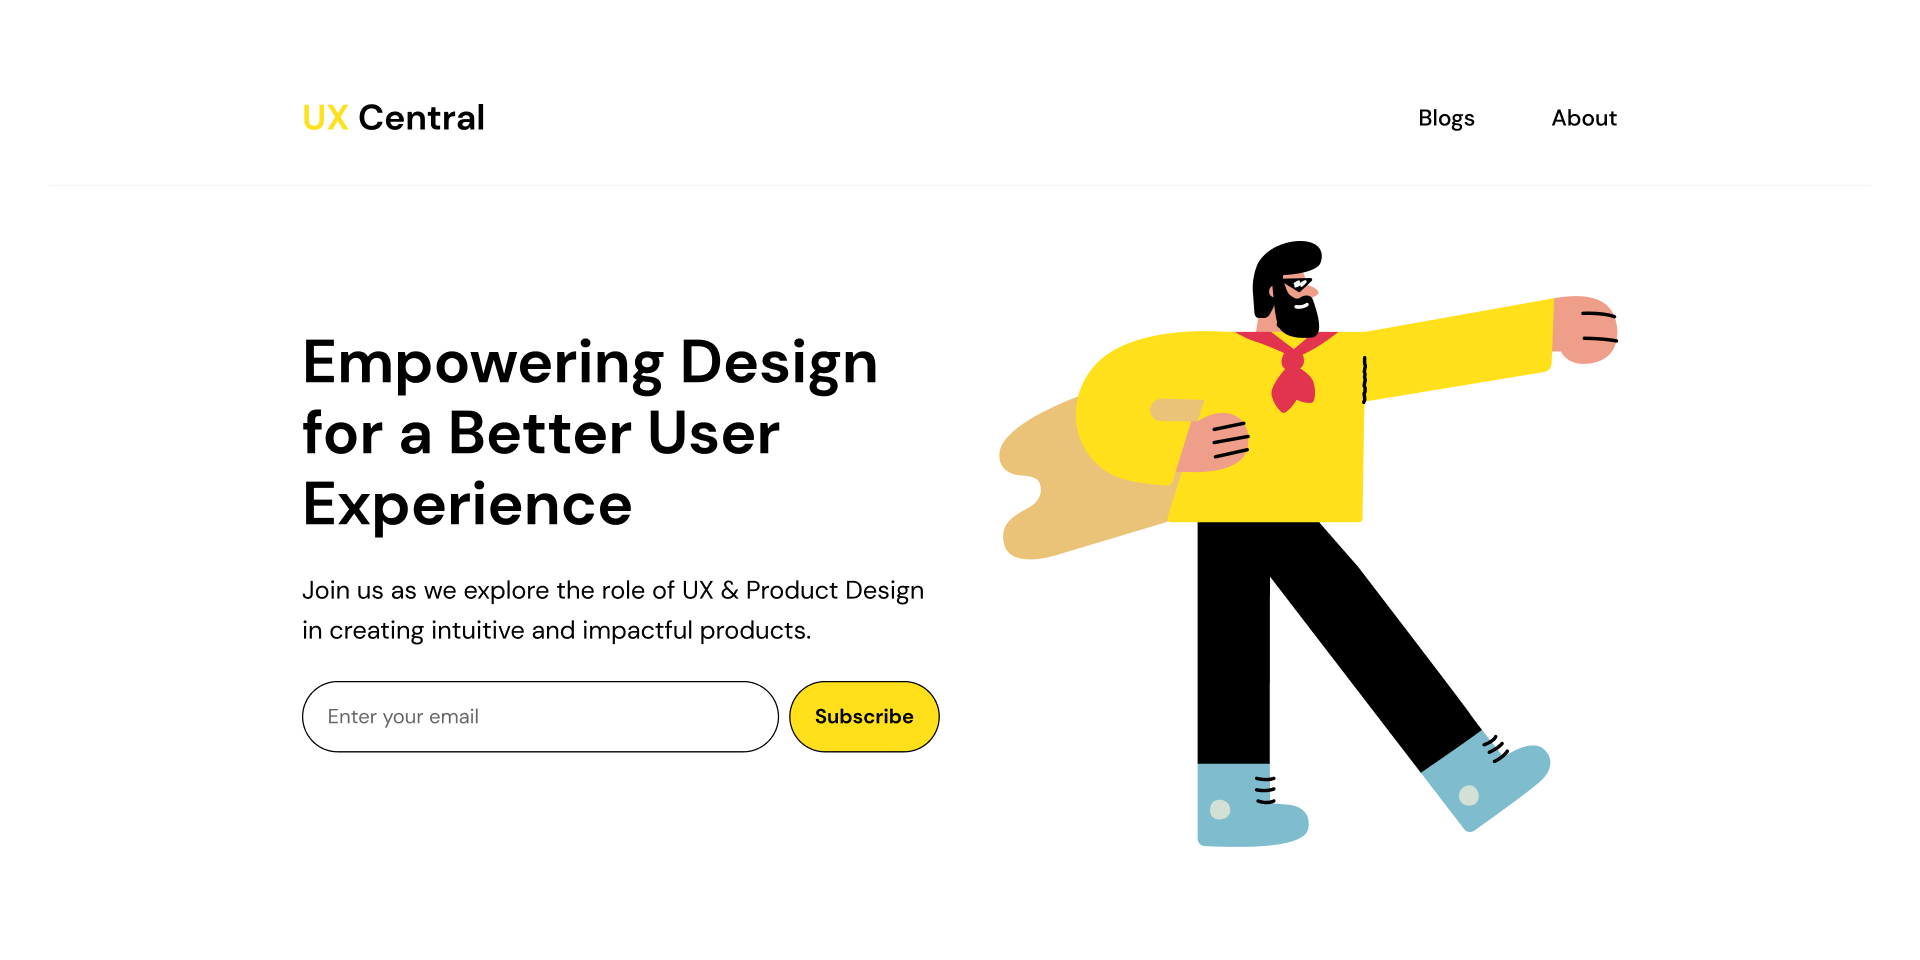 UX Central
Blogs
About
Empowering Design
for a Better User
Experience
Join us as we explore the role of UX & Product Design
in creating intuitive and impactful products.
Enter your email
Subscribe